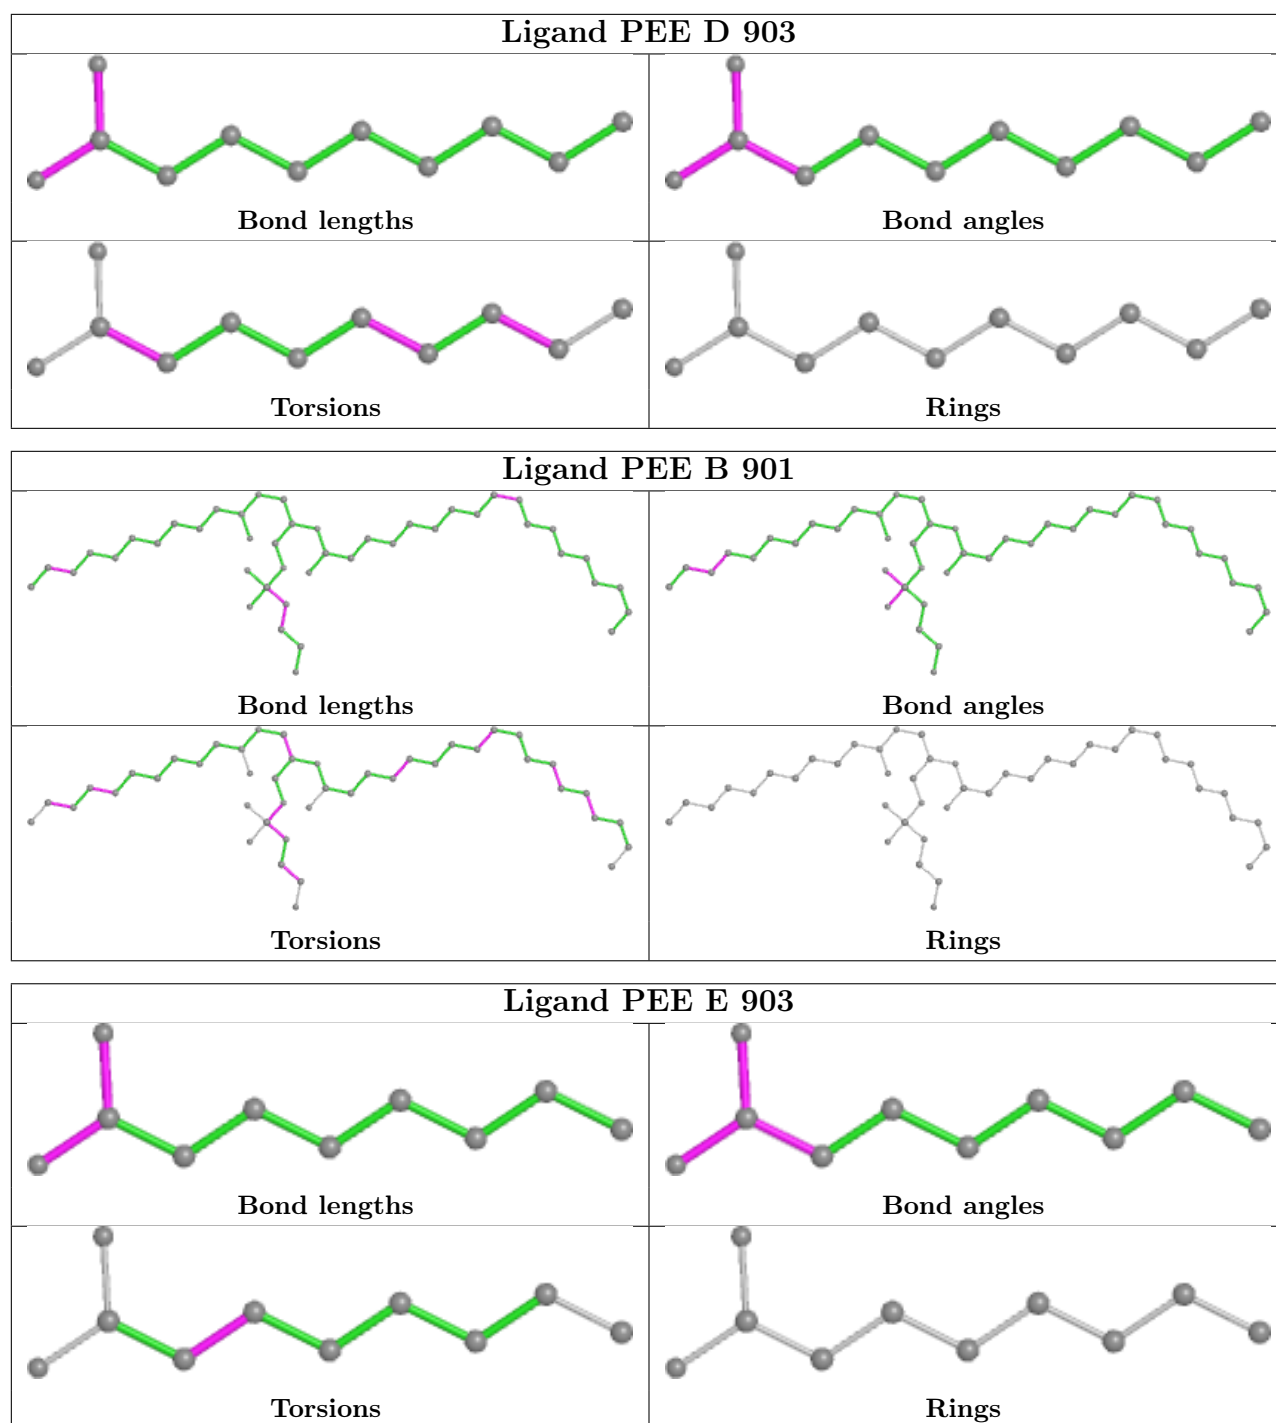 Ligand PEE D 903
Bond lengths
Bond angles
Torsions
Rings
Ligand PEE B 901
Bond lengths
Bond angles
Torsions
Rings
Ligand PEE E 903
Bond lengths
Bond angles
Torsions
Rings